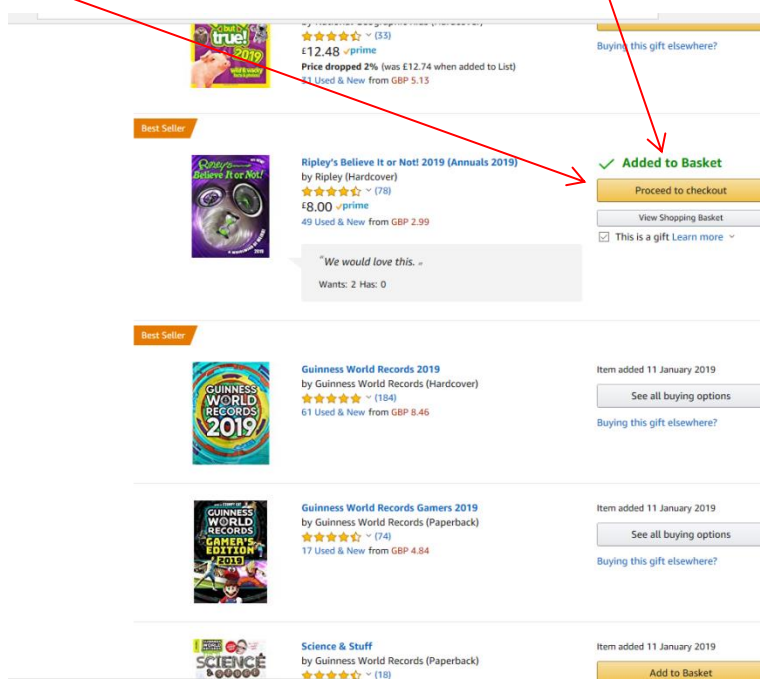 but
true!
2019
★★★★☆ (33)
£12.48 prime
Price dropped 2% (was £12.74 when added to List)
31 Used & New from GBP 5.13
Buying this gift elsewhere?
Best Seller
Ripley's
Believe It or Not!
2019
Ripley's Believe It or Not! 2019 (Annuals 2019)
by Ripley (Hardcover)
(78)
£8.00 prime
49 Used & New from GBP 2.99
"We would love this. "
Wants: 2 Has: 0
Added to Basket
Proceed to checkout
View Shopping Basket
This is a gift Learn more
Best Seller
GUINNESS
WORLD
RECORDS
2019
Guinness World Records 2019
by Guinness World Records (Hardcover)
(184)
61 Used & New from GBP 8.46
Item added 11 January 2019
See all buying options
Buying this gift elsewhere?
GUINNESS
WORLD
RECORDS
GAMER'S
EDITION
2019
Guinness World Records Gamers 2019
by Guinness World Records (Paperback)
(74)
17 Used & New from GBP 4.84
Item added 11 January 2019
See all buying options
Buying this gift elsewhere?
SCIENCE
Science & Stuff
by Guinness World Records (Paperback)
(18)
Item added 11 January 2019
Add to Basket